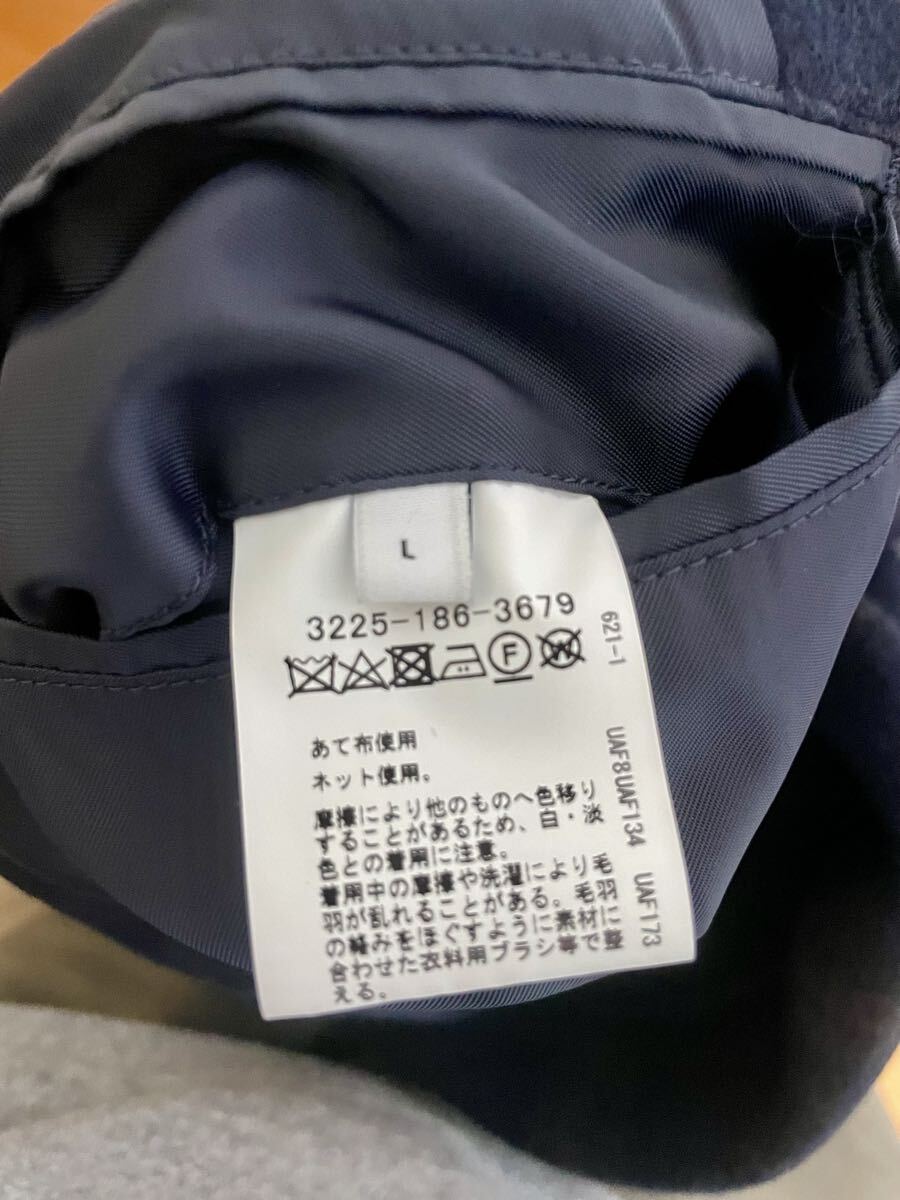 L
3225-186-3679
F W
あて布使用
ネット使用。
摩擦により他のものへ色移り
することがあるため、白・淡
色との着用に注意。
着用中の摩擦や洗濯により毛
羽が乱れることがある。毛羽
の絡みをほぐすように素材に
合わせた衣料用ブラシ等で整
える。
621-1
UAF8UAF134
UAF173